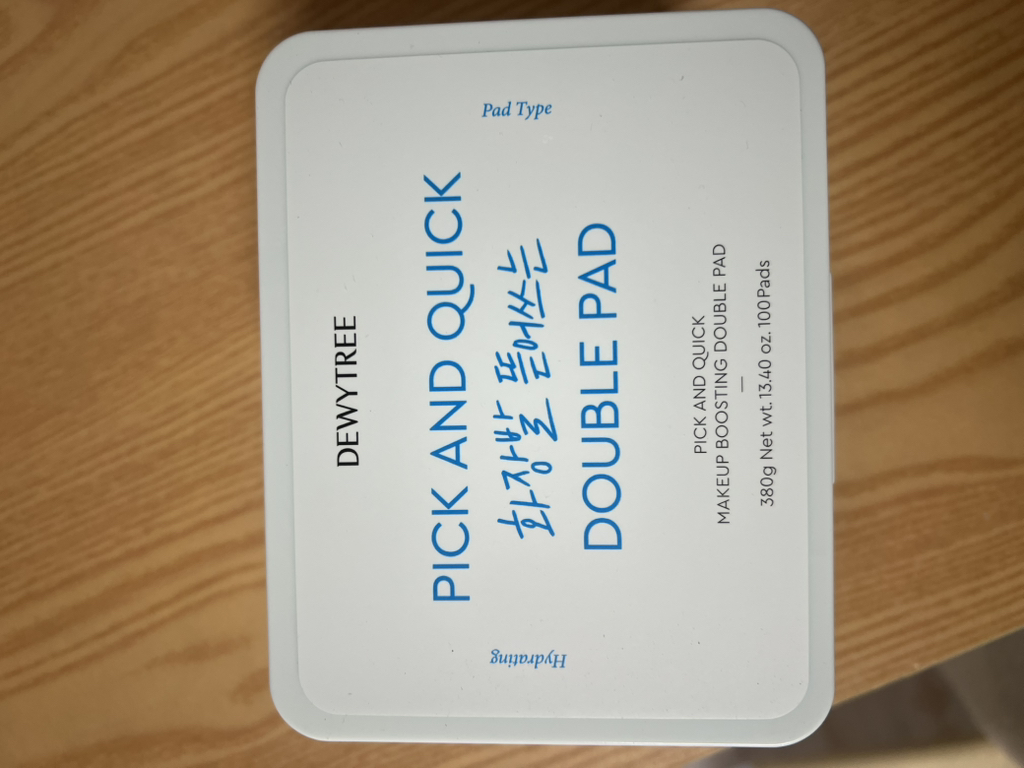 DEWYTREE
Hydrating
Pad Type
PICK AND QUICK
화장발 뜯어쓰는
DOUBLE PAD
PICK AND QUICK
MAKEUP BOOSTING DOUBLE PAD
380g Net wt. 13.40 oz. 100Pads